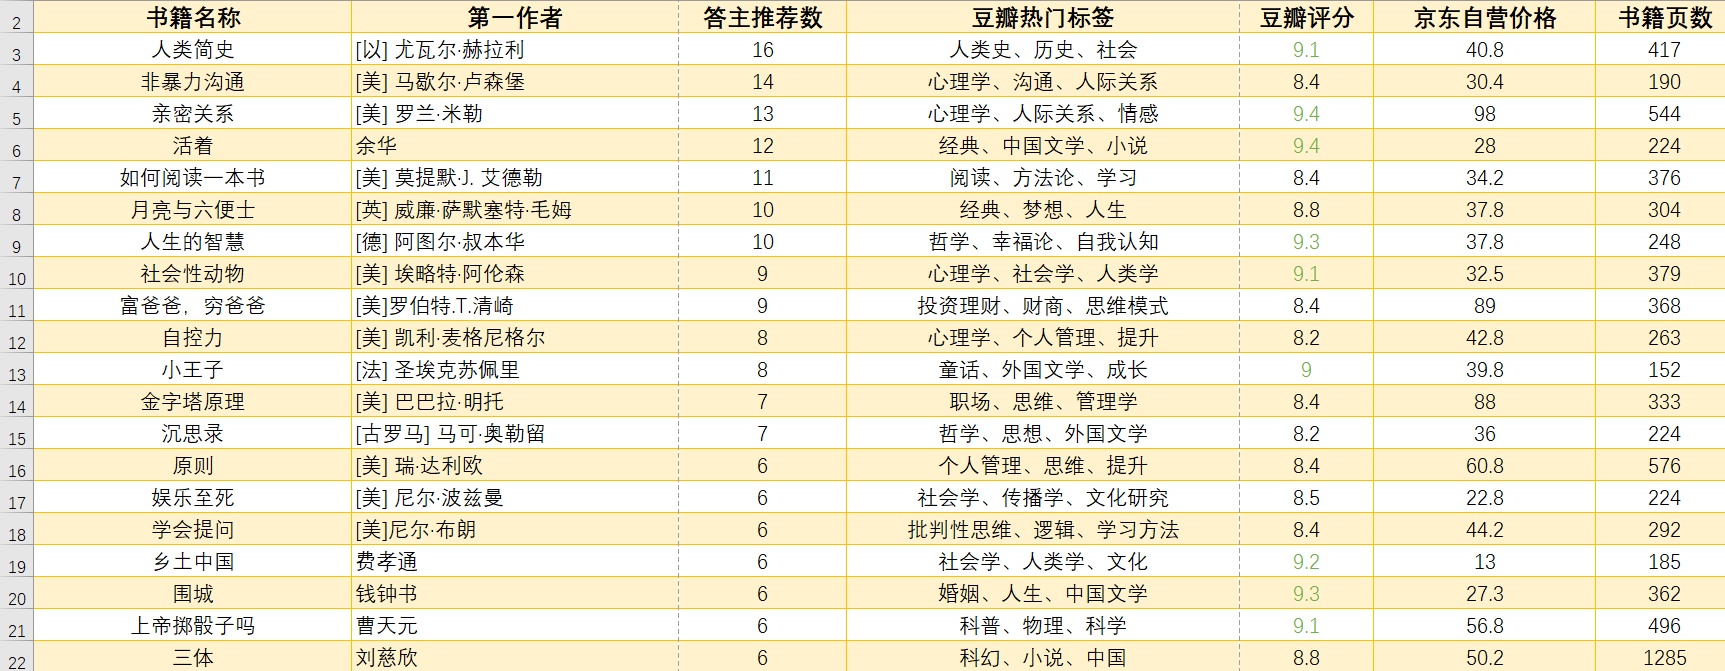 2 书籍名称 第一作者 答主推荐数 豆瓣热门标签 豆瓣评分 京东自营价格 书籍页数
3 人类简史 [以] 尤瓦尔·赫拉利 16 人类史、历史、社会 9.1 40.8 417
4 非暴力沟通 [美] 马歇尔·卢森堡 14 心理学、沟通、人际关系 8.4 30.4 190
5 亲密关系 [美] 罗兰·米勒 13 心理学、人际关系、情感 9.4 98 544
6 活着 余华 12 经典、中国文学、小说 9.4 28 224
7 如何阅读一本书 [美] 莫提默·J. 艾德勒 11 阅读、方法论、学习 8.4 34.2 376
8 月亮与六便士 [英] 威廉·萨默塞特·毛姆 10 经典、梦想、人生 8.8 37.8 304
9 人生的智慧 [德] 阿图尔·叔本华 10 哲学、幸福论、自我认知 9.3 37.8 248
10 社会性动物 [美] 埃略特·阿伦森 9 心理学、社会学、人类学 9.1 32.5 379
11 富爸爸，穷爸爸 [美]罗伯特.T.清崎 9 投资理财、财商、思维模式 8.4 89 368
12 自控力 [美] 凯利·麦格尼格尔 8 心理学、个人管理、提升 8.2 42.8 263
13 小王子 [法] 圣埃克苏佩里 8 童话、外国文学、成长 9 39.8 152
14 金字塔原理 [美] 巴巴拉·明托 7 职场、思维、管理学 8.4 88 333
15 沉思录 [古罗马] 马可·奥勒留 7 哲学、思想、外国文学 8.2 36 224
16 原则 [美] 瑞·达利欧 6 个人管理、思维、提升 8.4 60.8 576
17 娱乐至死 [美] 尼尔·波兹曼 6 社会学、传播学、文化研究 8.5 22.8 224
18 学会提问 [美]尼尔·布朗 6 批判性思维、逻辑、学习方法 8.4 44.2 292
19 乡土中国 费孝通 6 社会学、人类学、文化 9.2 13 185
20 围城 钱钟书 6 婚姻、人生、中国文学 9.3 27.3 362
21 上帝掷骰子吗 曹天元 6 科普、物理、科学 9.1 56.8 496
22 三体 刘慈欣 6 科幻、小说、中国 8.8 50.2 1285